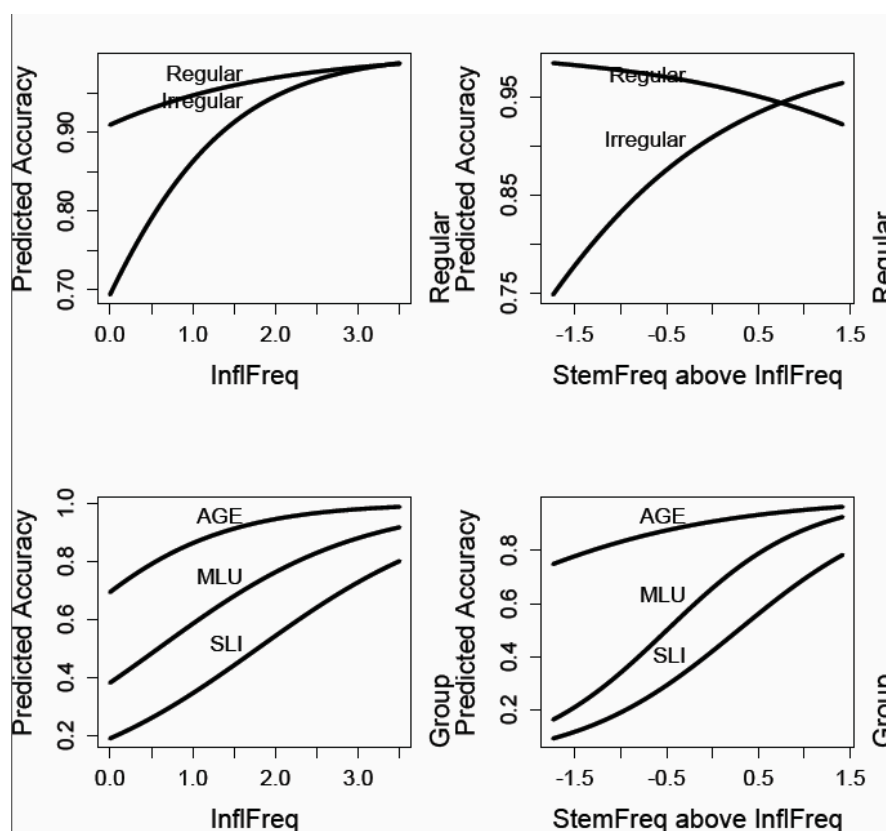 Predicted Accuracy
0.70
0.80
0.90
Regular
Irregular
0.0
1.0
2.0
3.0
InflFreq
Regular
Predicted Accuracy
0.75
0.85
0.95
Regular
Irregular
-1.5
-0.5
0.5
1.5
StemFreq above InflFreq
Regular
Predicted Accuracy
0.2
0.4
0.6
0.8
1.0
AGE
MLU
SLI
0.0
1.0
2.0
3.0
InflFreq
Group
Predicted Accuracy
0.2
0.4
0.6
0.8
AGE
MLU
SLI
-1.5
-0.5
0.5
1.5
StemFreq above InflFreq
Group